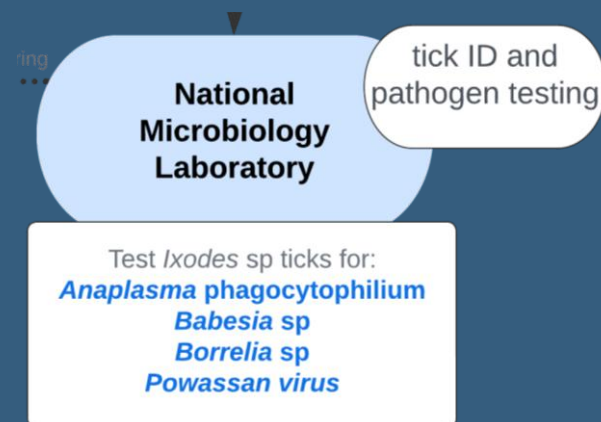 ring
National
Microbiology
Laboratory
tick ID and
pathogen testing
Test Ixodes sp ticks for:
Anaplasma phagocytophilium
Babesia sp
Borrelia sp
Powassan virus